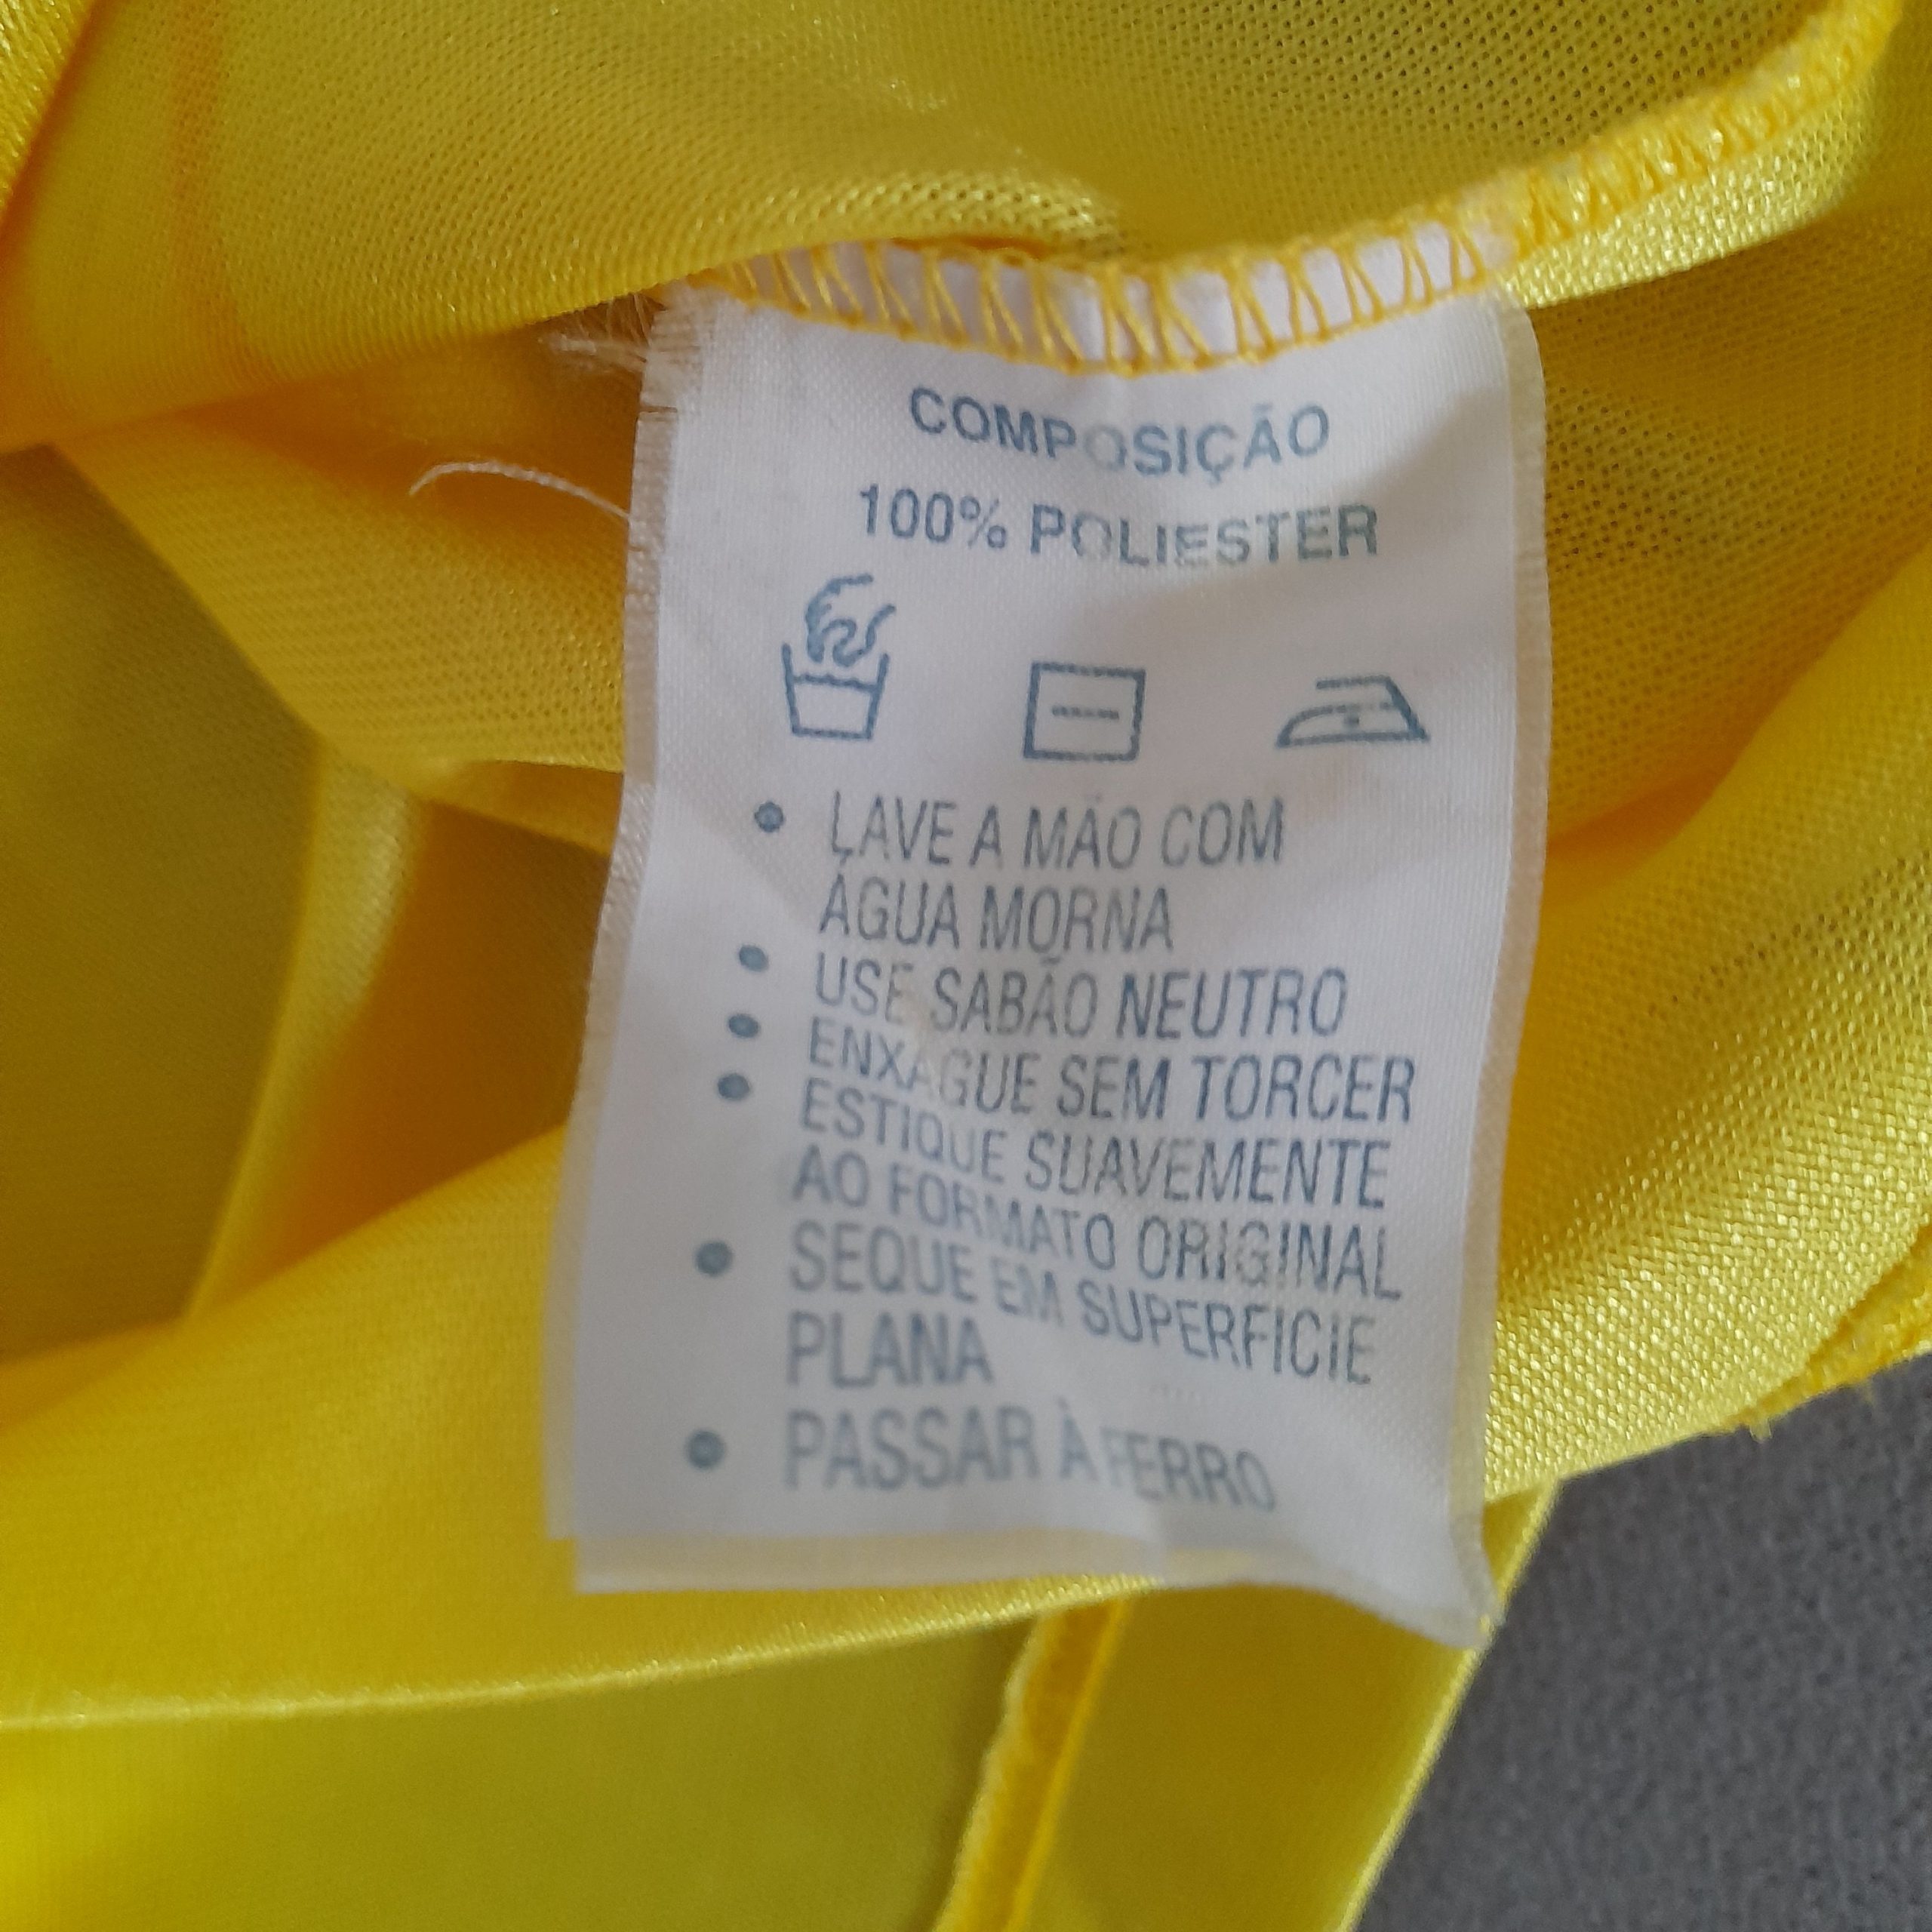 COMPOSIÇÃO
100% POLIESTER
• LAVE A MÃO COM
ÁGUA MORNA
• USE SABÃO NEUTRO
• ENXAGUE SEM TORCER
• ESTIQUE SUAVEMENTE
AO FORMATO ORIGINAL
• SEQUE EM SUPERFICIE
PLANA
• PASSAR À FERRO